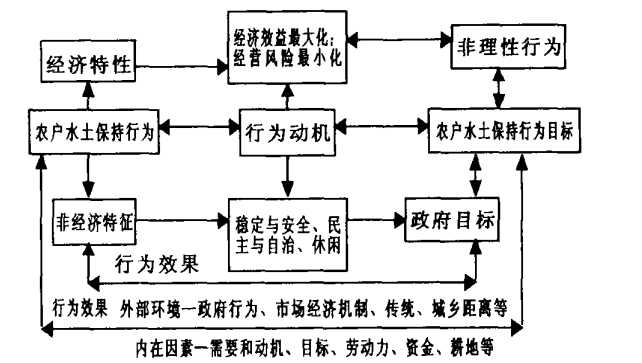 经济效益最大化；
经营风险最小化
经济特性
非理性行为
农户水土保持行为
行为动机
农户水土保持行为目标
非经济特征
稳定与安全、民
主与自治、休闲
政府目标
行为效果
行为效果 外部环境一政府行为、市场经济机制、传统、城乡距离等
内在因素一需要和动机、目标、劳动力、资金、耕地等